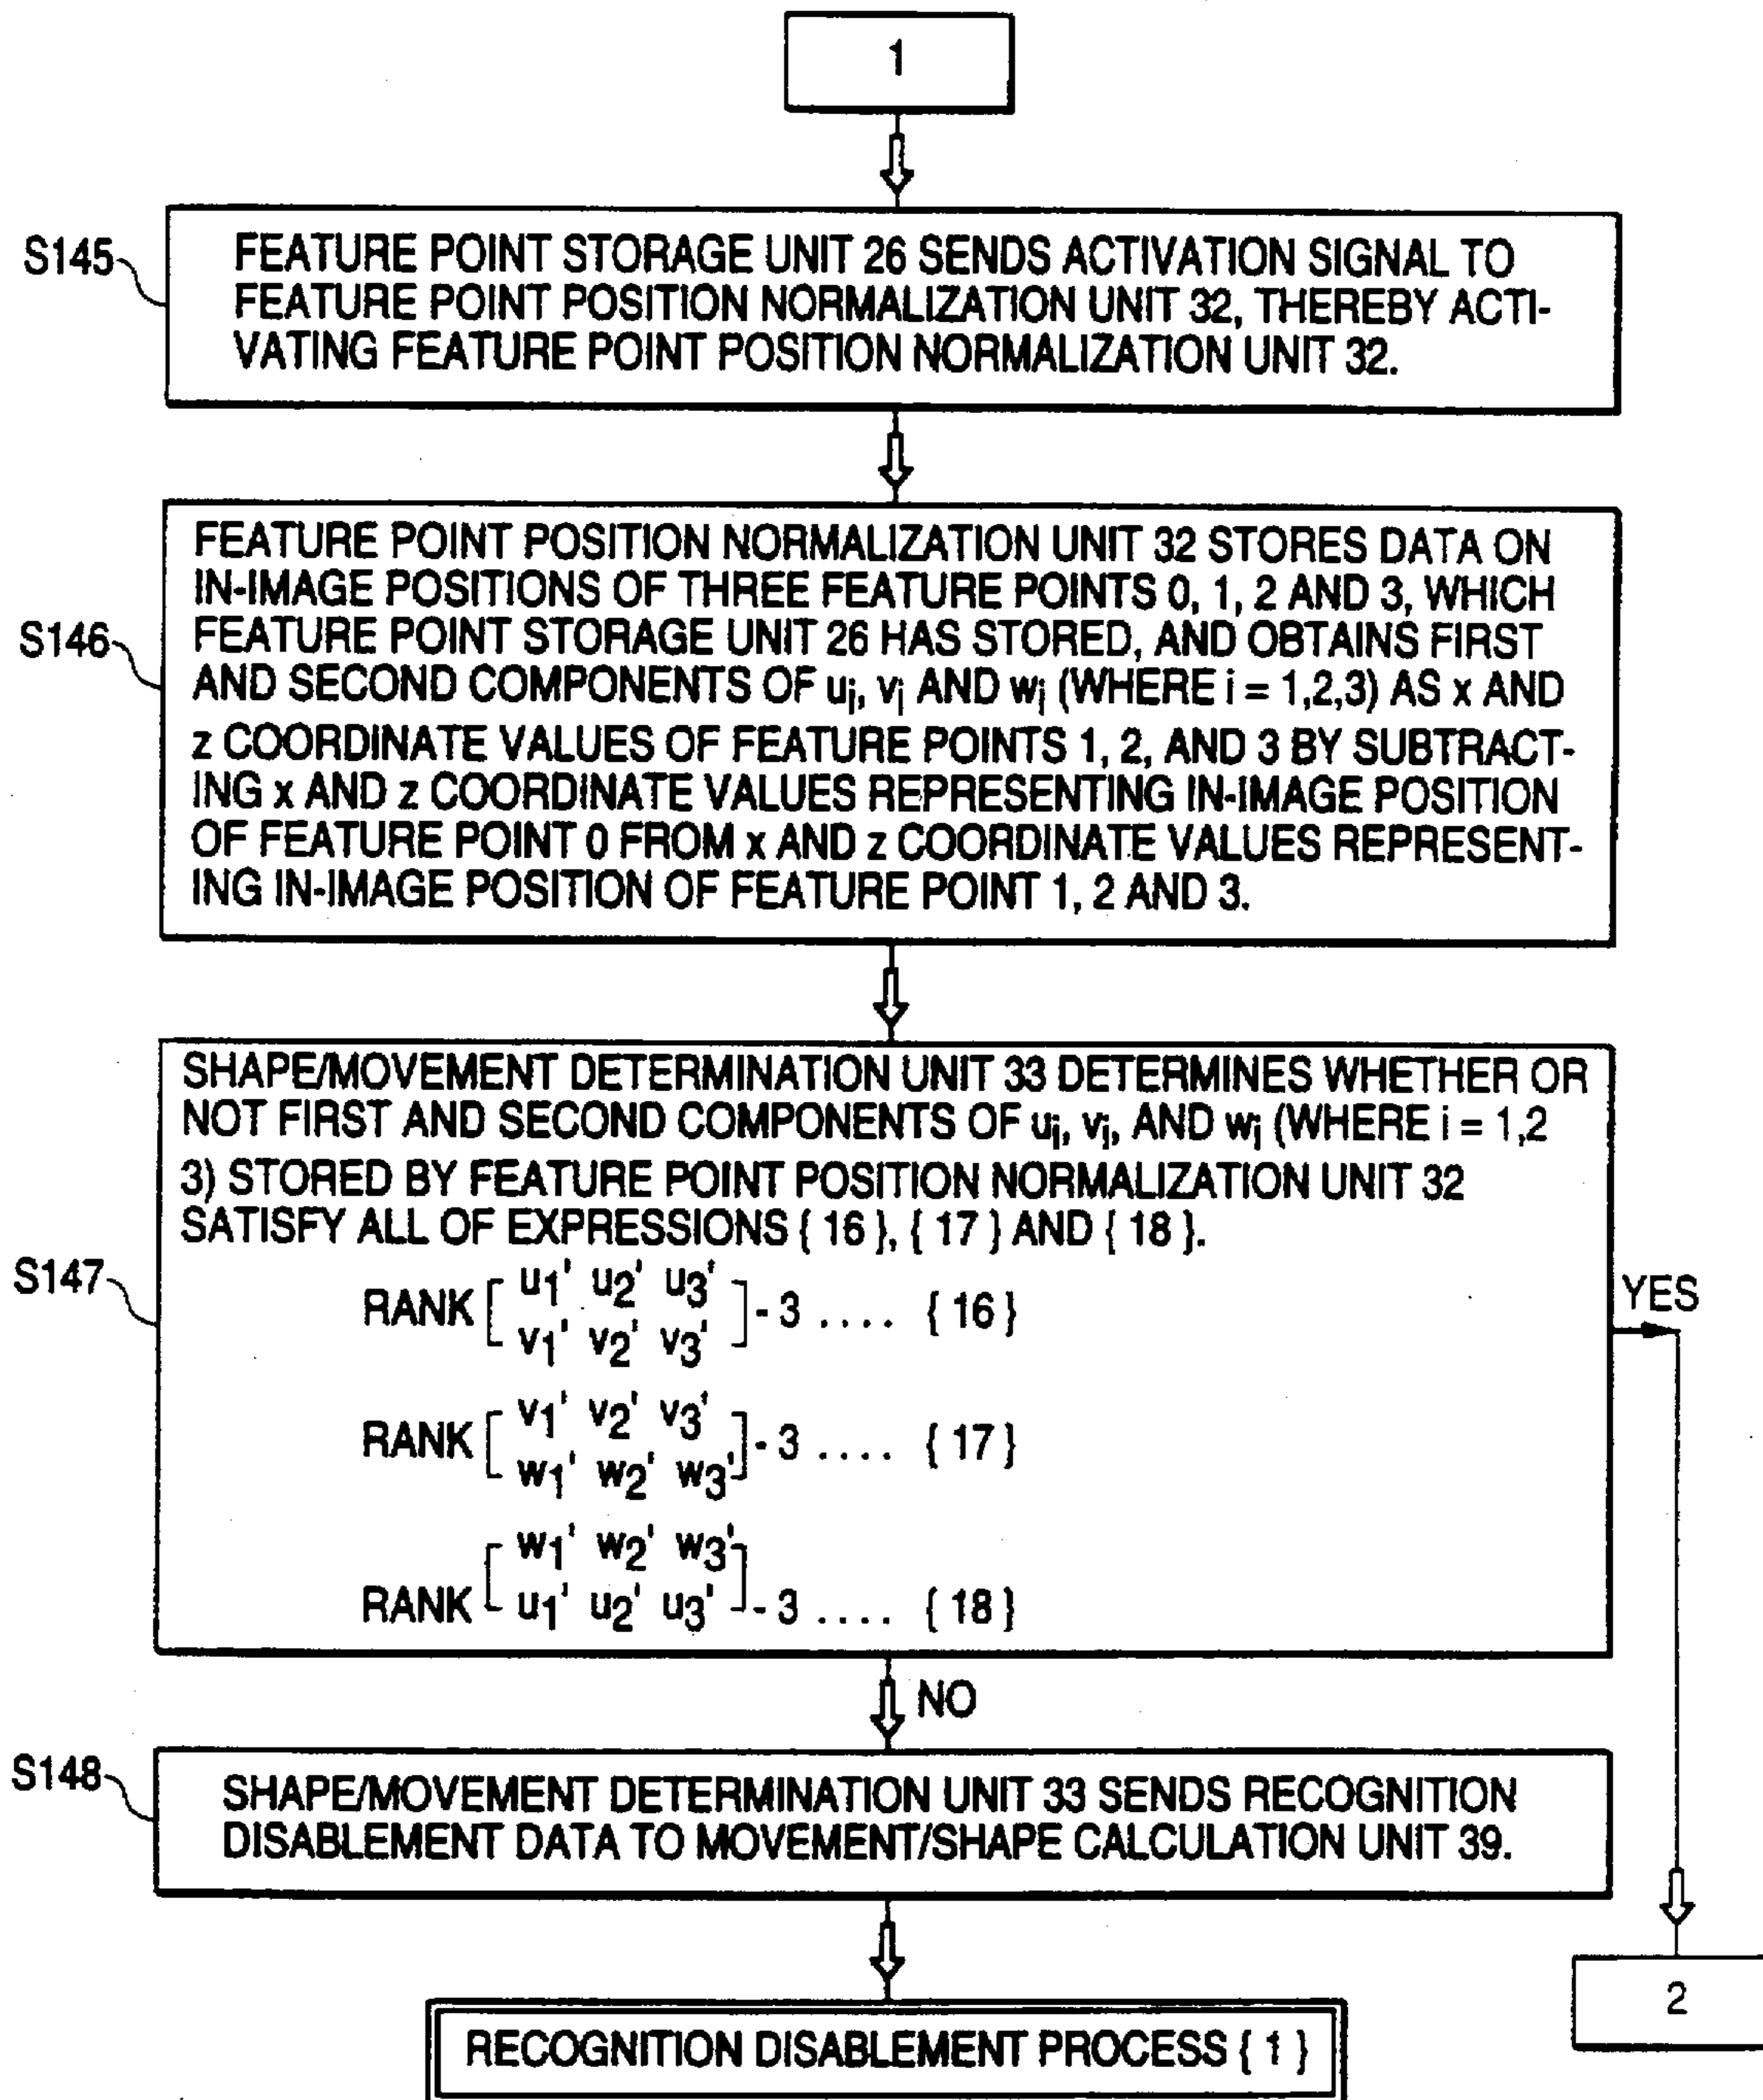 1
S145
FEATURE POINT STORAGE UNIT 26 SENDS ACTIVATION SIGNAL TO
FEATURE POINT POSITION NORMALIZATION UNIT 32, THEREBY ACTI-
VATING FEATURE POINT POSITION NORMALIZATION UNIT 32.
S146
FEATURE POINT POSITION NORMALIZATION UNIT 32 STORES DATA ON
IN-IMAGE POSITIONS OF THREE FEATURE POINTS 0, 1, 2 AND 3, WHICH
FEATURE POINT STORAGE UNIT 26 HAS STORED, AND OBTAINS FIRST
AND SECOND COMPONENTS OF uᵢ, vᵢ AND wᵢ (WHERE i = 1,2,3) AS x AND
z COORDINATE VALUES OF FEATURE POINTS 1, 2, AND 3 BY SUBTRACT-
ING x AND z COORDINATE VALUES REPRESENTING IN-IMAGE POSITION
OF FEATURE POINT 0 FROM x AND z COORDINATE VALUES REPRESENT-
ING IN-IMAGE POSITION OF FEATURE POINT 1, 2 AND 3.
S147
SHAPE/MOVEMENT DETERMINATION UNIT 33 DETERMINES WHETHER OR
NOT FIRST AND SECOND COMPONENTS OF uᵢ, vᵢ, AND wᵢ (WHERE i = 1,2
3) STORED BY FEATURE POINT POSITION NORMALIZATION UNIT 32
SATISFY ALL OF EXPRESSIONS { 16 }, { 17 } AND { 18 }.
u₁' u₂' u₃'
RANK [ ] - 3 .... { 16 }
v₁' v₂' v₃'
v₁' v₂' v₃'
RANK [ ] - 3 .... { 17 }
w₁' w₂' w₃'
w₁' w₂' w₃'
RANK [ ] - 3 .... { 18 }
u₁' u₂' u₃'
YES
NO
S148
SHAPE/MOVEMENT DETERMINATION UNIT 33 SENDS RECOGNITION
DISABLEMENT DATA TO MOVEMENT/SHAPE CALCULATION UNIT 39.
2
RECOGNITION DISABLEMENT PROCESS { 1 }